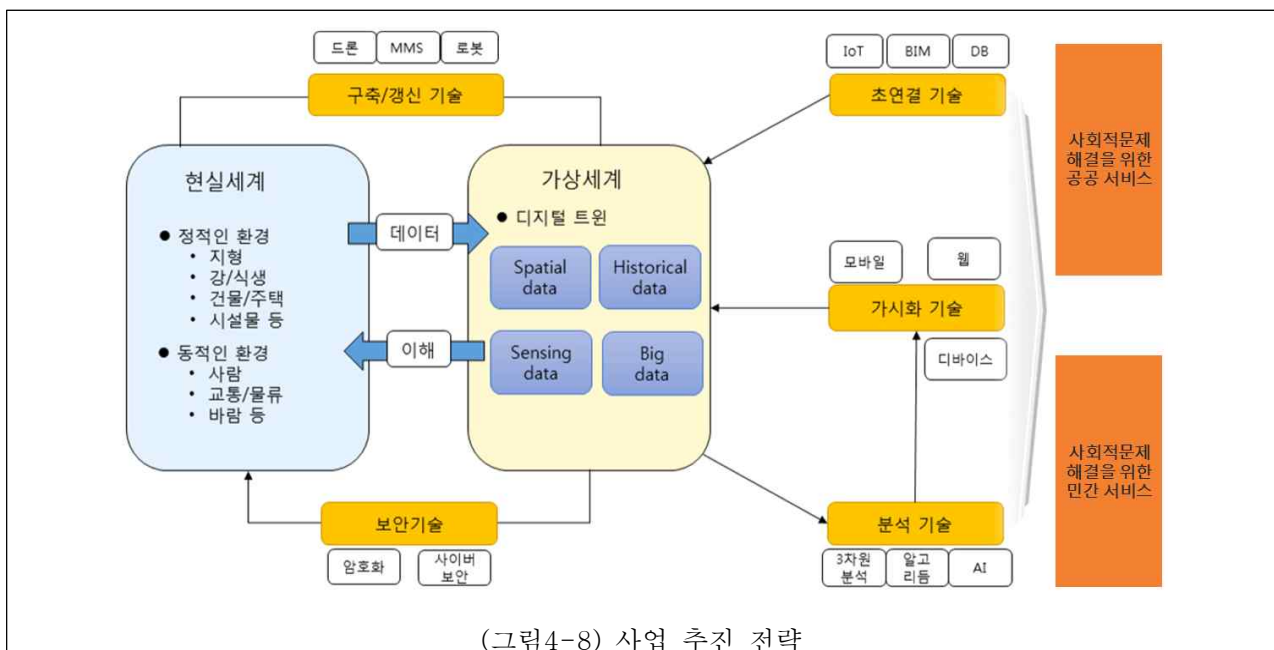 드론
MMS
로봇
구축/갱신 기술
IoT
BIM
DB
초연결 기술
사회적문제
해결을 위한
공공 서비스
현실세계
● 정적인 환경
• 지형
• 강/식생
• 건물/주택
• 시설물 등
● 동적인 환경
• 사람
• 교통/물류
• 바람 등
데이터
이해
가상세계
● 디지털 트윈
Spatial
data
Historical
data
Sensing
data
Big
data
모바일
웹
가시화 기술
디바이스
사회적문제
해결을 위한
민간 서비스
보안기술
암호화
사이버
보안
분석 기술
3차원
분석
알고
리듬
AI
(그림4-8) 사업 추진 전략